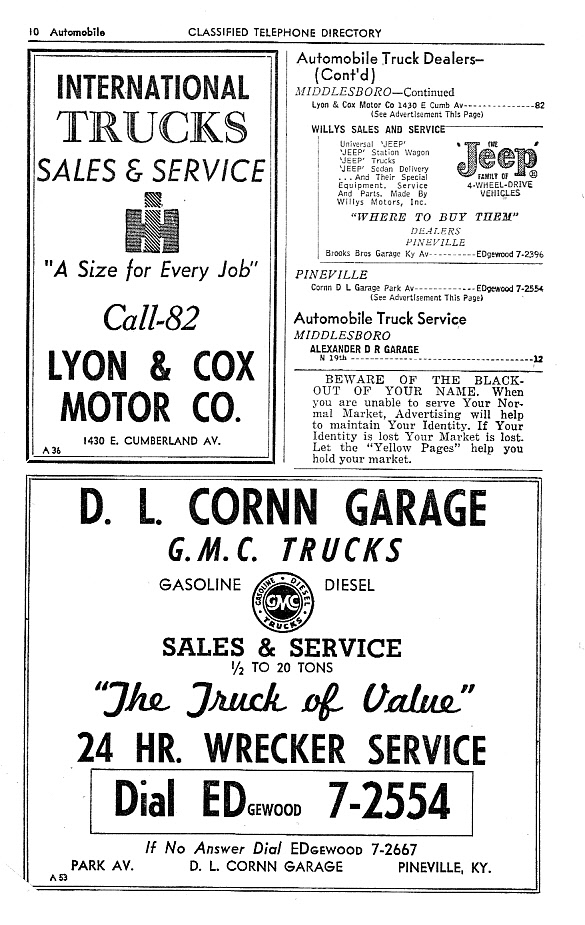 10 Automobile CLASSIFIED TELEPHONE DIRECTORY
INTERNATIONAL
TRUCKS
SALES & SERVICE
IH
"A Size for Every Job"
Call-82
LYON & COX
MOTOR CO.
1430 E. CUMBERLAND AV.
A 36
Automobile Truck Dealers—
(Cont'd)
MIDDLESBORO—Continued
Lyon & Cox Motor Co 1430 E Cumb Av--------------82
(See Advertisement This Page)
WILLYS SALES AND SERVICE
Universal 'JEEP'
'JEEP' Station Wagon
'JEEP' Trucks
'JEEP' Sedan Delivery
. . . And Their Special
Equipment. Service
And Parts. Made By
Willys Motors, Inc.
THE
'Jeep'
FAMILY OF ®
4-WHEEL-DRIVE
VEHICLES
"WHERE TO BUY THEM"
DEALERS
PINEVILLE
Brooks Bros Garage Ky Av----------EDgewood 7-2396
PINEVILLE
Cornn D L Garage Park Av------------EDgewood 7-2554
(See Advertisement This Page)
Automobile Truck Service
MIDDLESBORO
ALEXANDER D R GARAGE
N 19th ----------------------------------------12
BEWARE OF THE BLACK-
OUT OF YOUR NAME. When
you are unable to serve Your Nor-
mal Market, Advertising will help
to maintain Your Identity. If Your
Identity is lost Your Market is lost.
Let the "Yellow Pages" help you
hold your market.
D. L. CORNN GARAGE
G.M.C. TRUCKS
GASOLINE DIESEL
GASOLINE • DIESEL
GMC
TRUCKS
SALES & SERVICE
1/2 TO 20 TONS
"The Truck of Value"
24 HR. WRECKER SERVICE
Dial EDGEWOOD 7-2554
If No Answer Dial EDGEWOOD 7-2667
PARK AV. D. L. CORNN GARAGE PINEVILLE, KY.
A 53